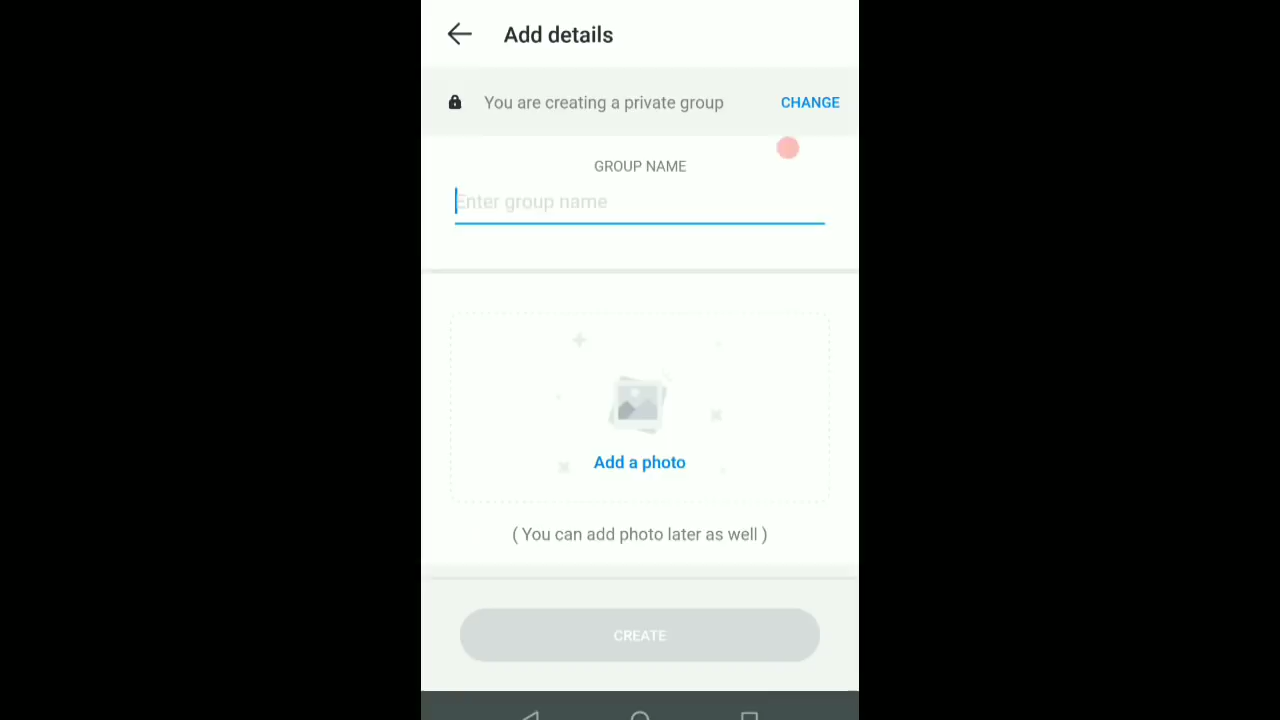 Add details
You are creating a private group CHANGE
GROUP NAME
Enter group name
Add a photo
( You can add photo later as well )
CREATE